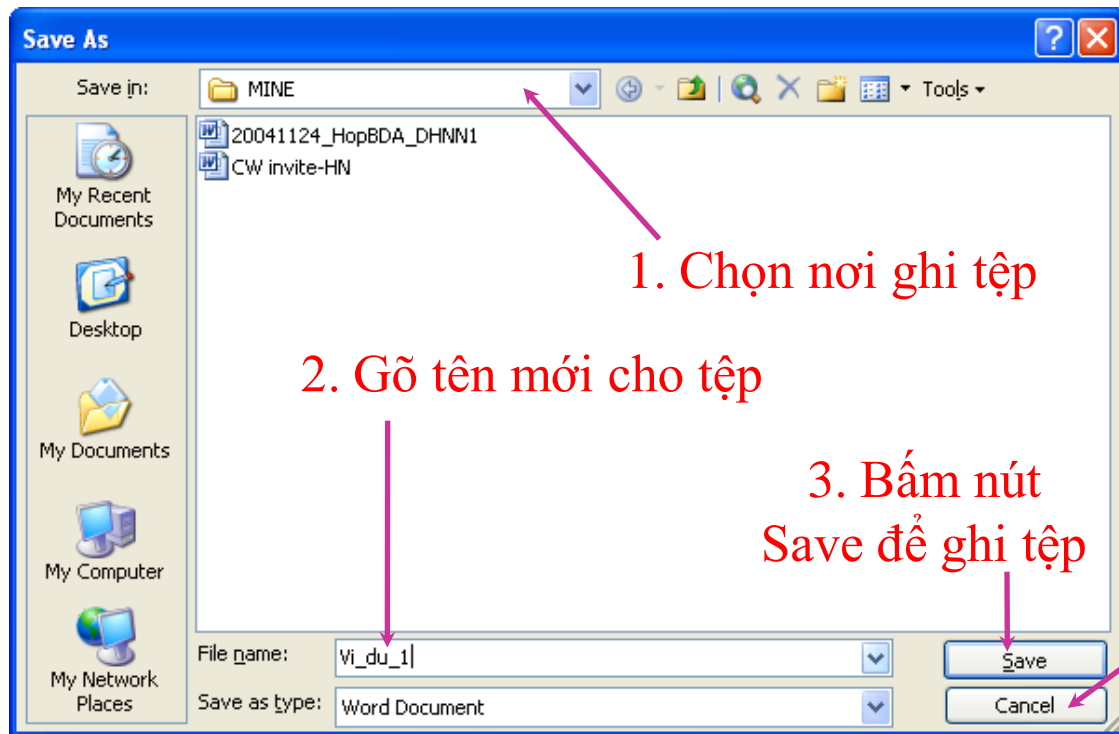 Save As
Save in:
MINE
Tools
20041124_HopBDA_DHNN1
CW invite-HN
My Recent
Documents
Desktop
My Documents
My Computer
My Network
Places
1. Chọn nơi ghi tệp
2. Gõ tên mới cho tệp
3. Bấm nút
Save để ghi tệp
File name:
Vi_du_1
Save
Save as type:
Word Document
Cancel